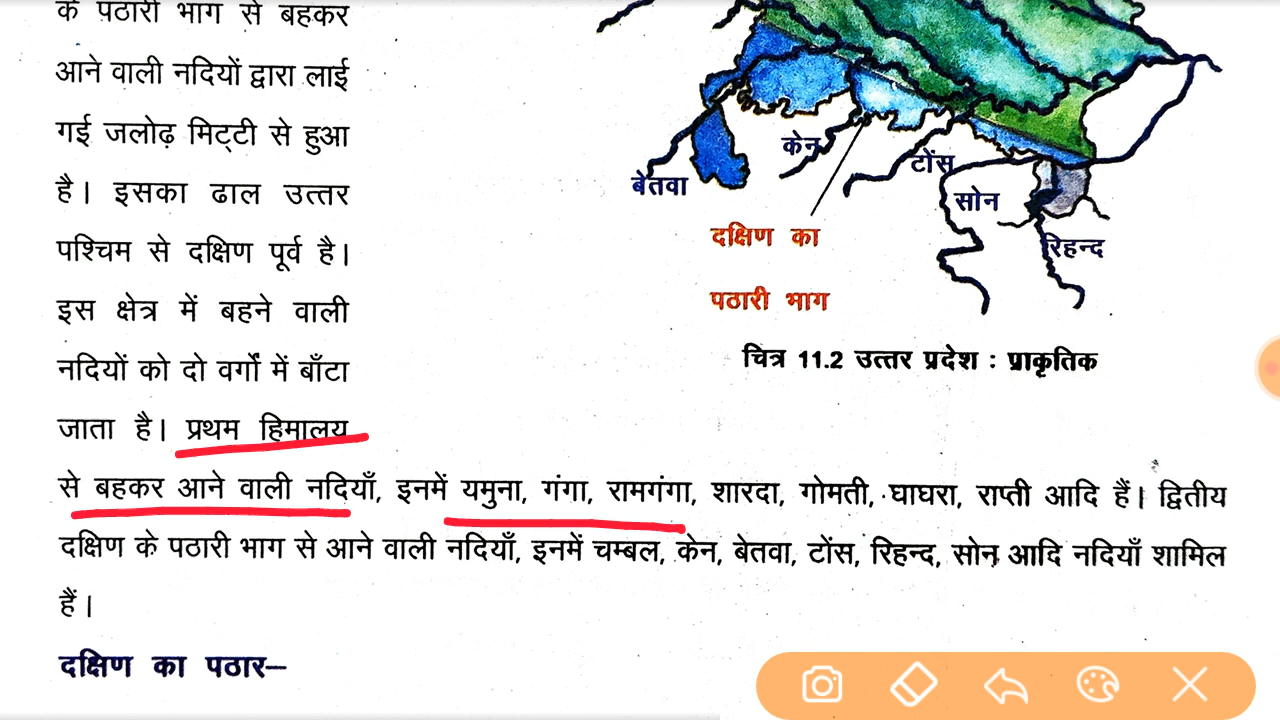 के पठारी भाग से बहकर
आने वाली नदियों द्वारा लाई
गई जलोढ़ मिट्टी से हुआ
है। इसका ढाल उत्तर
पश्चिम से दक्षिण पूर्व है।
इस क्षेत्र में बहने वाली
नदियों को दो वर्गों में बाँटा
जाता है। प्रथम हिमालय
से बहकर आने वाली नदियाँ, इनमें यमुना, गंगा, रामगंगा, शारदा, गोमती, घाघरा, राप्ती आदि हैं। द्वितीय
दक्षिण के पठारी भाग से आने वाली नदियाँ, इनमें चम्बल, केन, बेतवा, टोंस, रिहन्द, सोन आदि नदियाँ शामिल
हैं।
दक्षिण का पठार–
केन
टोंस
बेतवा
सोन
दक्षिण का
रिहन्द
पठारी भाग
चित्र 11.2 उत्तर प्रदेश : प्राकृतिक